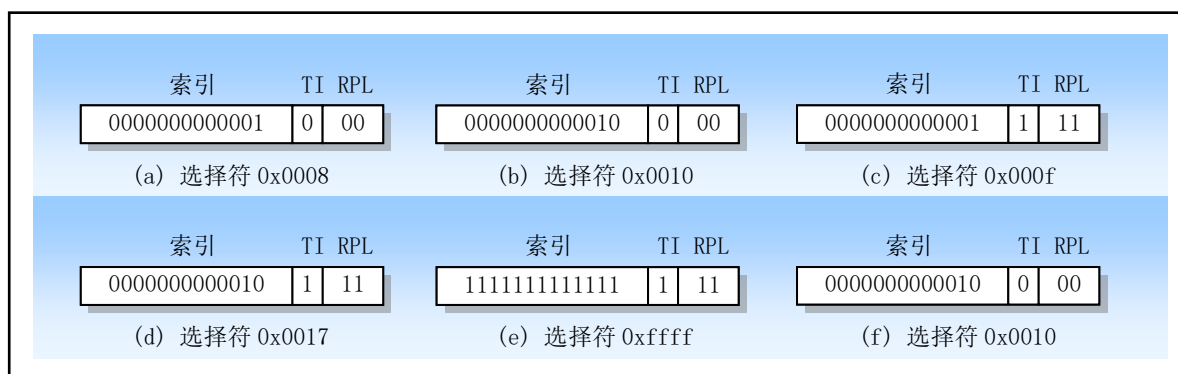 索引 TI RPL 索引 TI RPL 索引 TI RPL
0000000000001 0 00 0000000000010 0 00 0000000000001 1 11
(a) 选择符 0x0008 (b) 选择符 0x0010 (c) 选择符 0x000f
索引 TI RPL 索引 TI RPL 索引 TI RPL
0000000000010 1 11 1111111111111 1 11 0000000000010 0 00
(d) 选择符 0x0017 (e) 选择符 0xffff (f) 选择符 0x0010